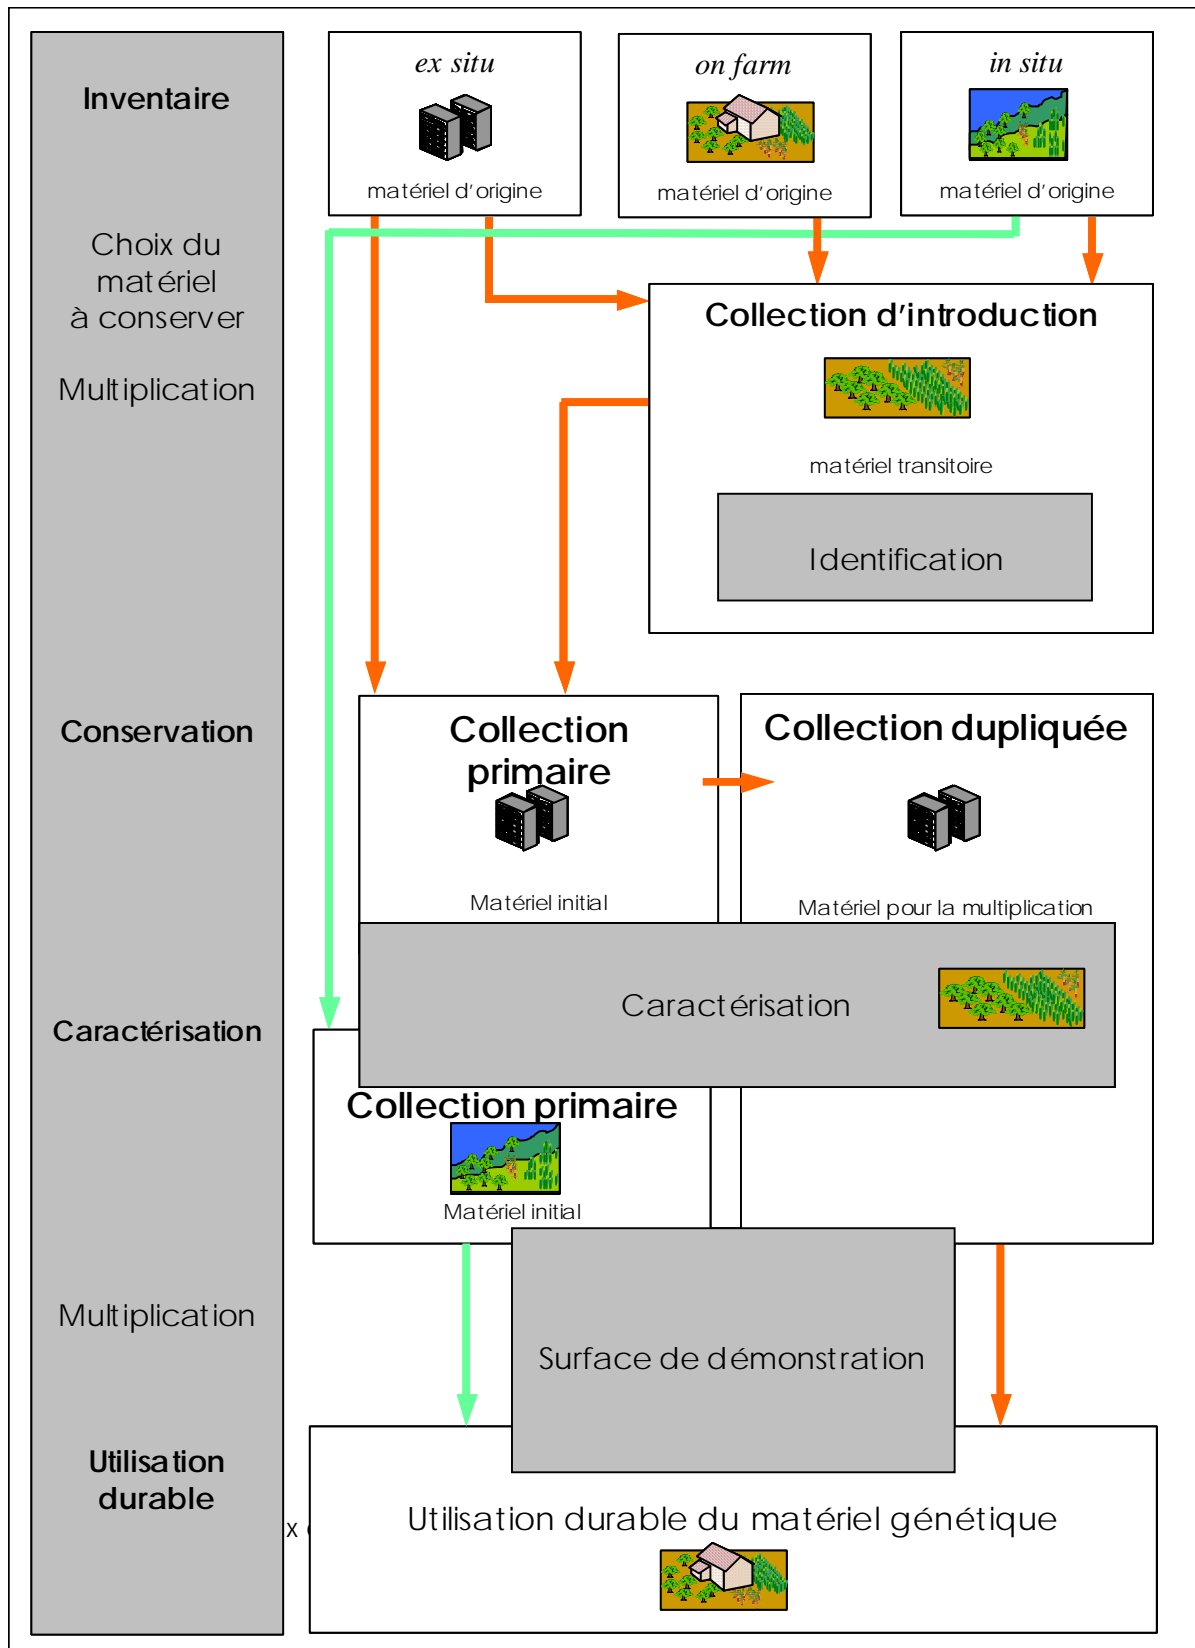 Inventaire
Choix du
matériel
à conserver
Multiplication
Conservation
Caractérisation
Multiplication
Utilisation
durable
ex situ
matériel d'origine
on farm
matériel d'origine
in situ
matériel d'origine
Collection d'introduction
matériel transitoire
Identification
Collection
primaire
Matériel initial
Collection dupliquée
Matériel pour la multiplication
Caractérisation
Collection primaire
Matériel initial
Surface de démonstration
x
Utilisation durable du matériel génétique